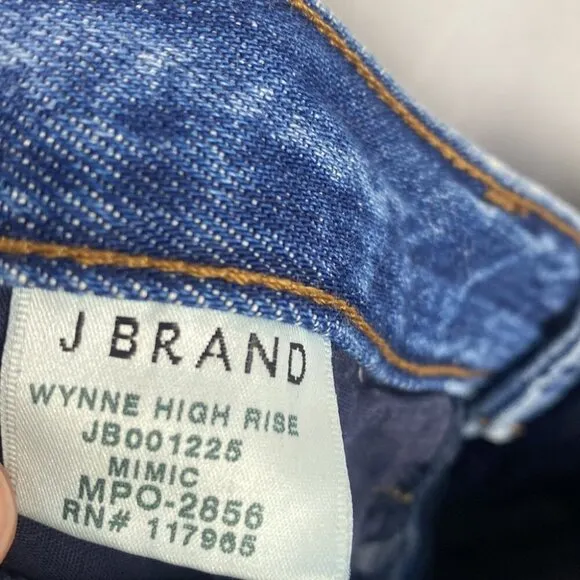 J BRAND
WYNNE HIGH RISE
JB001225
MIMIC
MPO-2856
RN# 117965